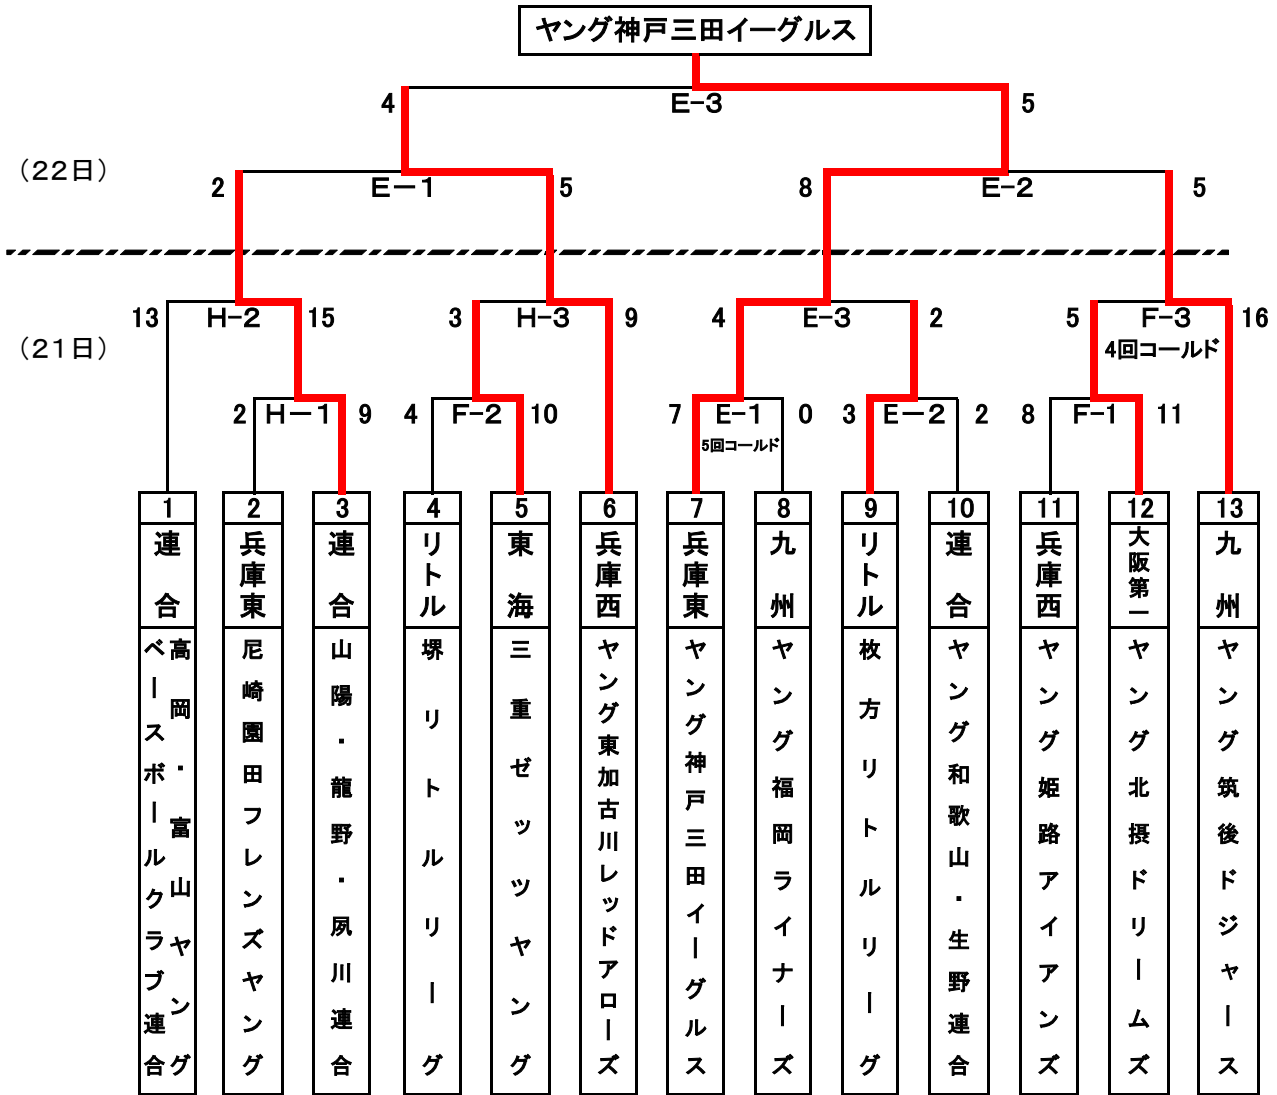 ヤング神戸三田イーグルス
4 E-3 5
(22日)
2 E-1 5
8 E-2 5
13 H-2 15
3 H-3 9
4 E-3 2
5 F-3 16
(21日)
4回コールド
2 H-1 9
4 F-2 10
7 E-1 0
3 E-2 2
8 F-1 11
5回コールド
1 2 3 4 5 6 7 8 9 10 11 12 13
連合
兵庫東
連合
リトル
東海
兵庫西
兵庫東
九州
リトル
連合
兵庫西
大阪第一
九州
高岡・富山ヤング
ベースボールクラブ連合
尼崎園田フレンズヤング
山陽・龍野・夙川連合
堺リトルリーグ
三重ゼッツヤング
ヤング東加古川レッドアローズ
ヤング神戸三田イーグルス
ヤング福岡ライナーズ
枚方リトルリーグ
ヤング和歌山・生野連合
ヤング姫路アイアンズ
ヤング北摂ドリームズ
ヤング筑後ドジャース